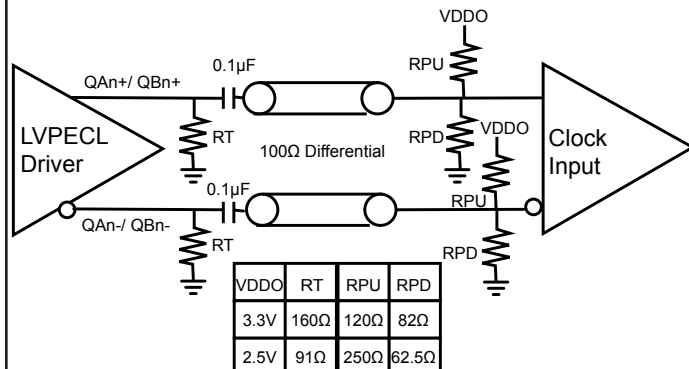 VDDO
0.1µF
RPU
QAn+/ QBn+
LVPECL
Driver
RT
100Ω Differential
RPD
VDDO
Clock
Input
0.1µF
RPU
QAn-/ QBn-
RT
RPD
VDDO RT RPU RPD
3.3V 160Ω 120Ω 82Ω
2.5V 91Ω 250Ω 62.5Ω